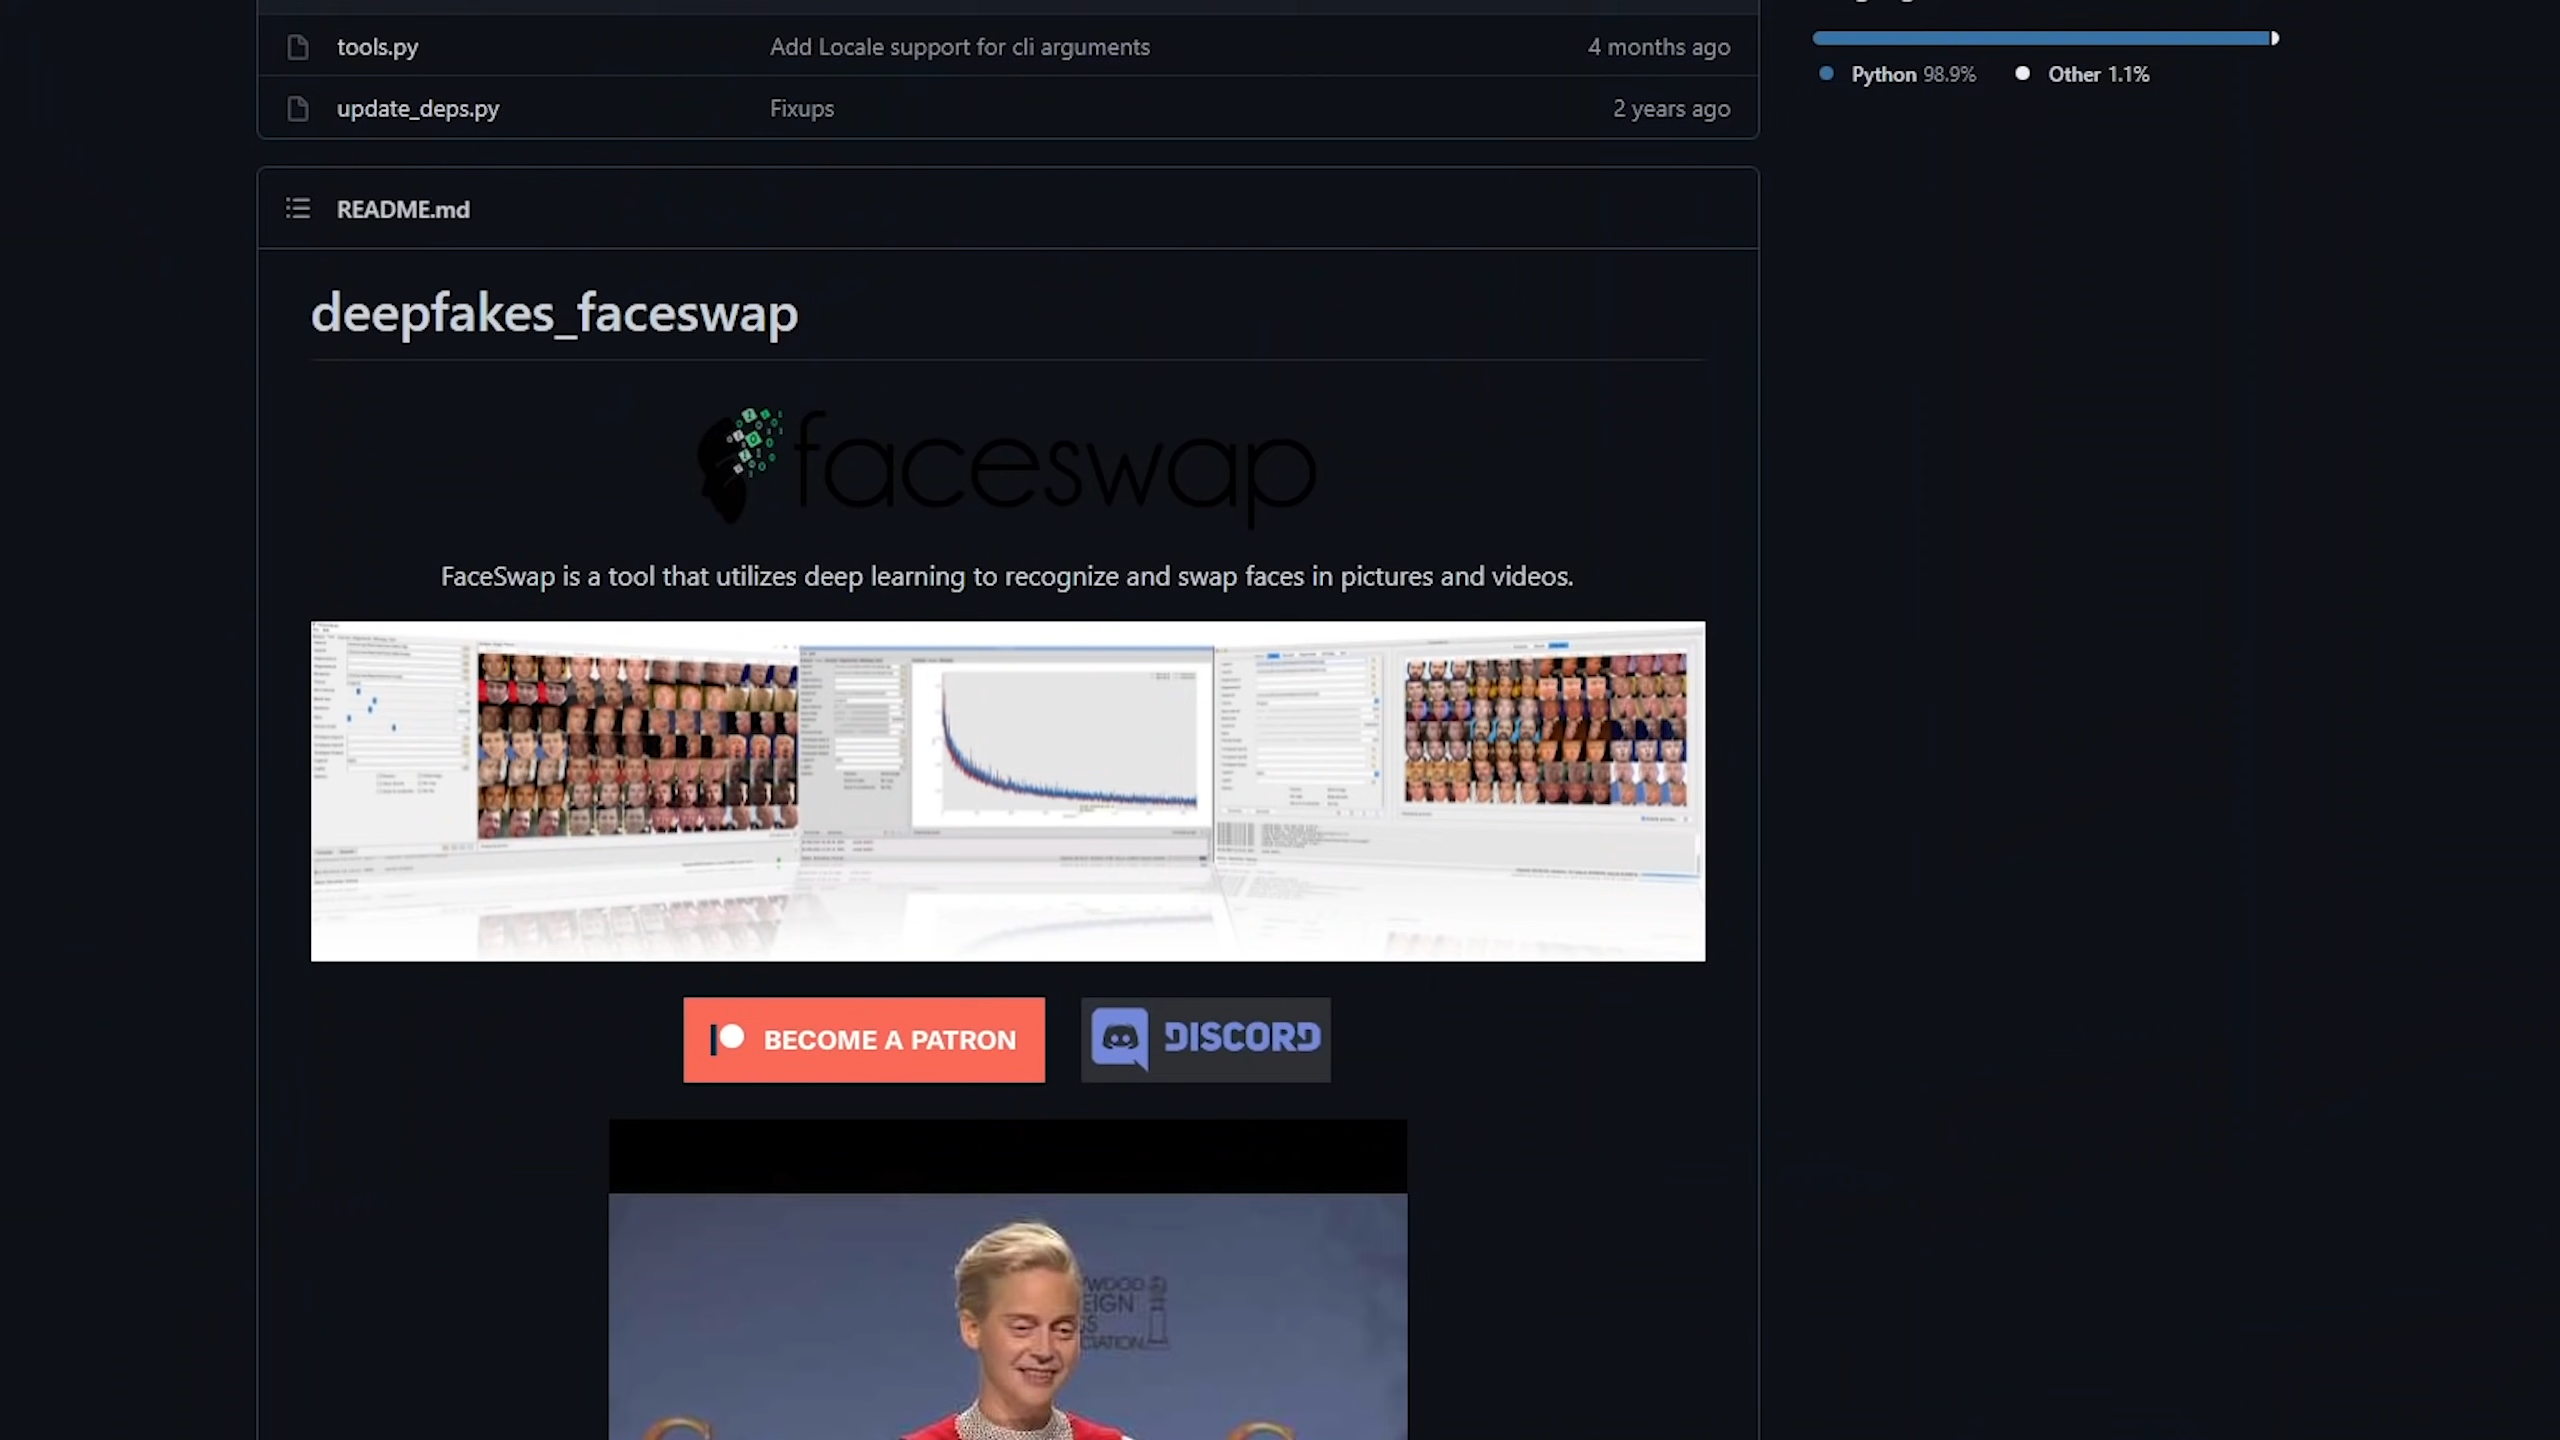 tools.py Add Locale support for cli arguments 4 months ago
update_deps.py Fixups 2 years ago
Python 98.9% Other 1.1%
README.md
deepfakes_faceswap
faceswap
FaceSwap is a tool that utilizes deep learning to recognize and swap faces in pictures and videos.
BECOME A PATRON DISCORD